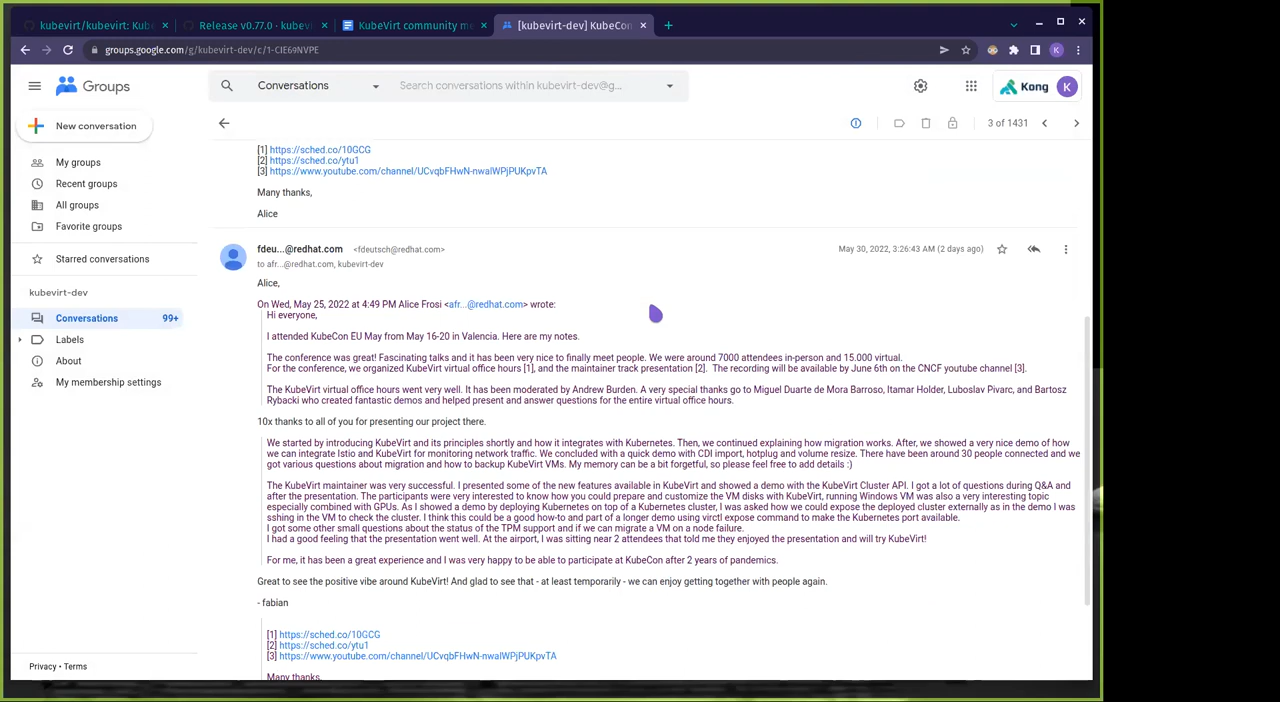 kubevirt/kubevirt: Kub
Release v0.77.0 · kubevi
KubeVirt community me
[kubevirt-dev] KubeCon
groups.google.com/g/kubevirt-dev/c/1-CIE69NVPE
K
Groups
Conversations
Search conversations within kubevirt-dev@g...
Kong
K
New conversation
3 of 1431
My groups
Recent groups
All groups
Favorite groups
Starred conversations
kubevirt-dev
Conversations 99+
Labels
About
My membership settings
Privacy • Terms
[1] https://sched.co/10GCG
[2] https://sched.co/ytu1
[3] https://www.youtube.com/channel/UCvqbFHwN-nwalWPjPUKpvTA
Many thanks,
Alice
fdeu...@redhat.com <fdeutsch@redhat.com>
May 30, 2022, 3:26:43 AM (2 days ago)
to afr...@redhat.com, kubevirt-dev
Alice,
On Wed, May 25, 2022 at 4:49 PM Alice Frosi <afr...@redhat.com> wrote:
Hi everyone,
I attended KubeCon EU May from May 16-20 in Valencia. Here are my notes.
The conference was great! Fascinating talks and it has been very nice to finally meet people. We were around 7000 attendees in-person and 15.000 virtual.
For the conference, we organized KubeVirt virtual office hours [1], and the maintainer track presentation [2]. The recording will be available by June 6th on the CNCF youtube channel [3].
The KubeVirt virtual office hours went very well. It has been moderated by Andrew Burden. A very special thanks go to Miguel Duarte de Mora Barroso, Itamar Holder, Luboslav Pivarc, and Bartosz
Rybacki who created fantastic demos and helped present and answer questions for the entire virtual office hours.
10x thanks to all of you for presenting our project there.
We started by introducing KubeVirt and its principles shortly and how it integrates with Kubernetes. Then, we continued explaining how migration works. After, we showed a very nice demo of how
we can integrate Istio and KubeVirt for monitoring network traffic. We concluded with a quick demo with CDI import, hotplug and volume resize. There have been around 30 people connected and we
got various questions about migration and how to backup KubeVirt VMs. My memory can be a bit forgetful, so please feel free to add details :)
The KubeVirt maintainer was very successful. I presented some of the new features available in KubeVirt and showed a demo with the KubeVirt Cluster API. I got a lot of questions during Q&A and
after the presentation. The participants were very interested to know how you could prepare and customize the VM disks with KubeVirt, running Windows VM was also a very interesting topic
especially combined with GPUs. As I showed a demo by deploying Kubernetes on top of a Kubernetes cluster, I was asked how we could expose the deployed cluster externally as in the demo I was
sshing in the VM to check the cluster. I think this could be a good how-to and part of a longer demo using virctl expose command to make the Kubernetes port available.
I got some other small questions about the status of the TPM support and if we can migrate a VM on a node failure.
I had a good feeling that the presentation went well. At the airport, I was sitting near 2 attendees that told me they enjoyed the presentation and will try KubeVirt!
For me, it has been a great experience and I was very happy to be able to participate at KubeCon after 2 years of pandemics.
Great to see the positive vibe around KubeVirt! And glad to see that - at least temporarily - we can enjoy getting together with people again.
- fabian
[1] https://sched.co/10GCG
[2] https://sched.co/ytu1
[3] https://www.youtube.com/channel/UCvqbFHwN-nwalWPjPUKpvTA
Many thanks,